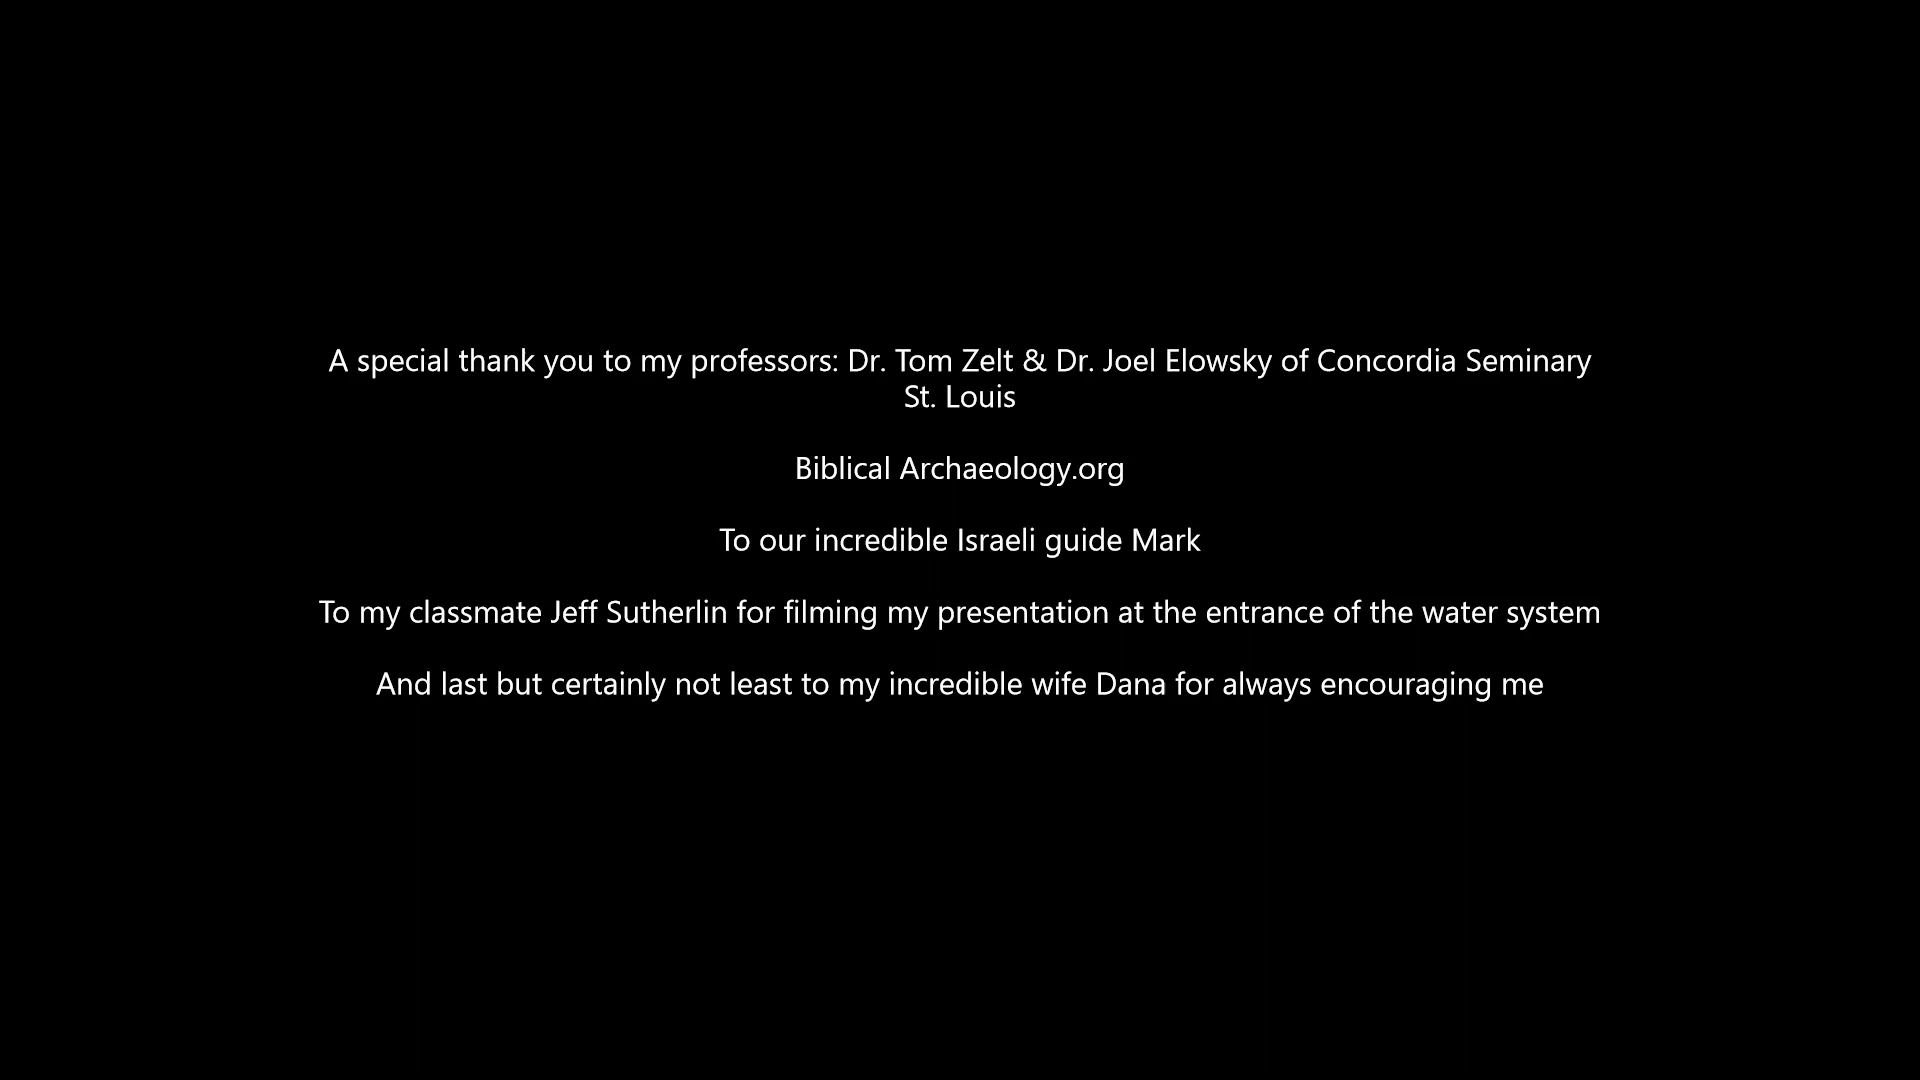 A special thank you to my professors: Dr. Tom Zelt & Dr. Joel Elowsky of Concordia Seminary
St. Louis
Biblical Archaeology.org
To our incredible Israeli guide Mark
To my classmate Jeff Sutherlin for filming my presentation at the entrance of the water system
And last but certainly not least to my incredible wife Dana for always encouraging me